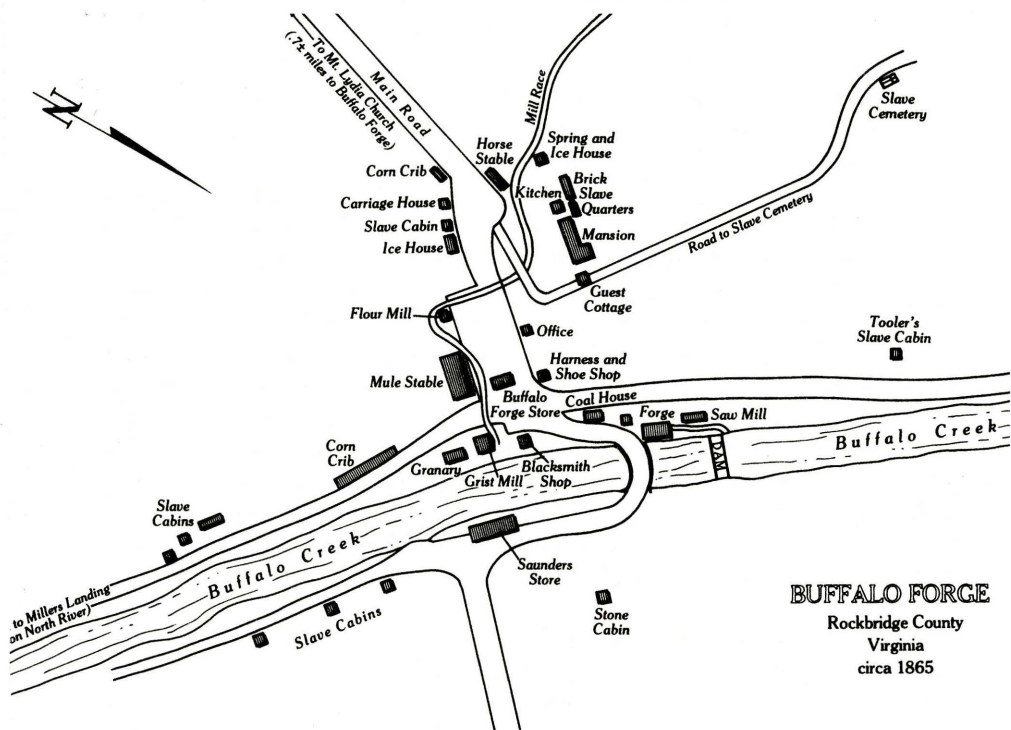 To Mt. Lydia Church
(.7± miles to Buffalo Forge)
Main Road
Mill Race
Slave
Cemetery
N
Horse
Stable
Spring and
Ice House
Corn Crib
Kitchen
Brick
Slave
Quarters
Carriage House
Slave Cabin
Ice House
Mansion
Road to Slave Cemetery
Guest
Cottage
Flour Mill
Office
Tooler's
Slave Cabin
Harness and
Shoe Shop
Mule Stable
Buffalo
Forge Store
Coal House
Forge
Saw Mill
Buffalo Creek
DAM
Corn
Crib
Granary
Grist Mill
Blacksmith
Shop
Slave
Cabins
Buffalo Creek
Saunders
Store
to Millers Landing
on North River)
Slave Cabins
Stone
Cabin
BUFFALO FORGE
Rockbridge County
Virginia
circa 1865